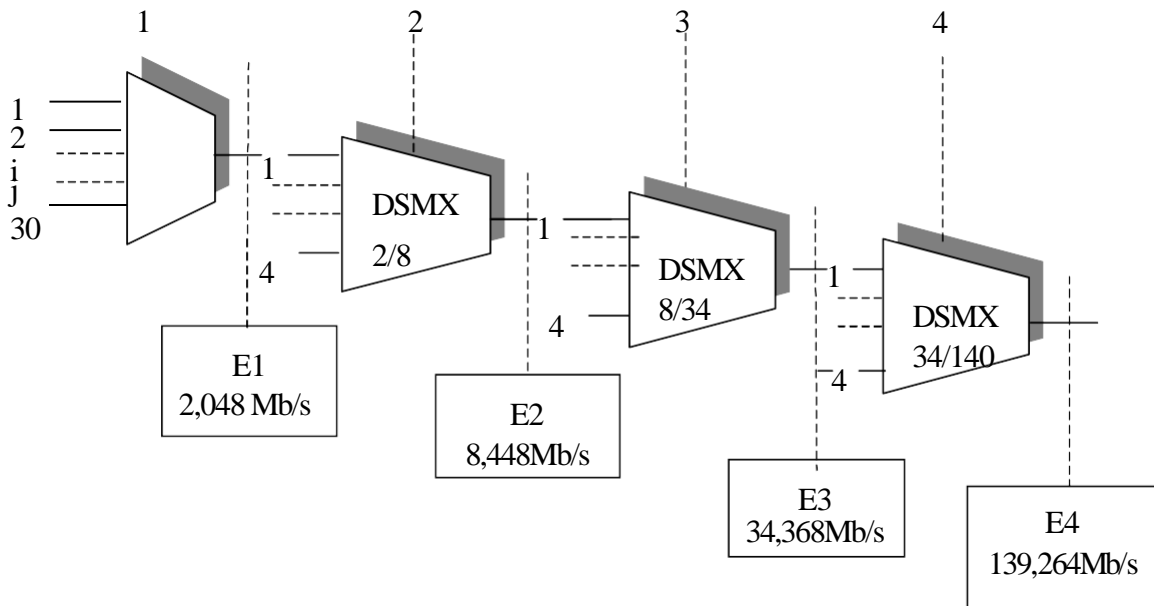 1
2
3
4
1
2
i
j
30
1
4
DSMX
2/8
1
4
DSMX
8/34
1
4
DSMX
34/140
E1
2,048 Mb/s
E2
8,448Mb/s
E3
34,368Mb/s
E4
139,264Mb/s